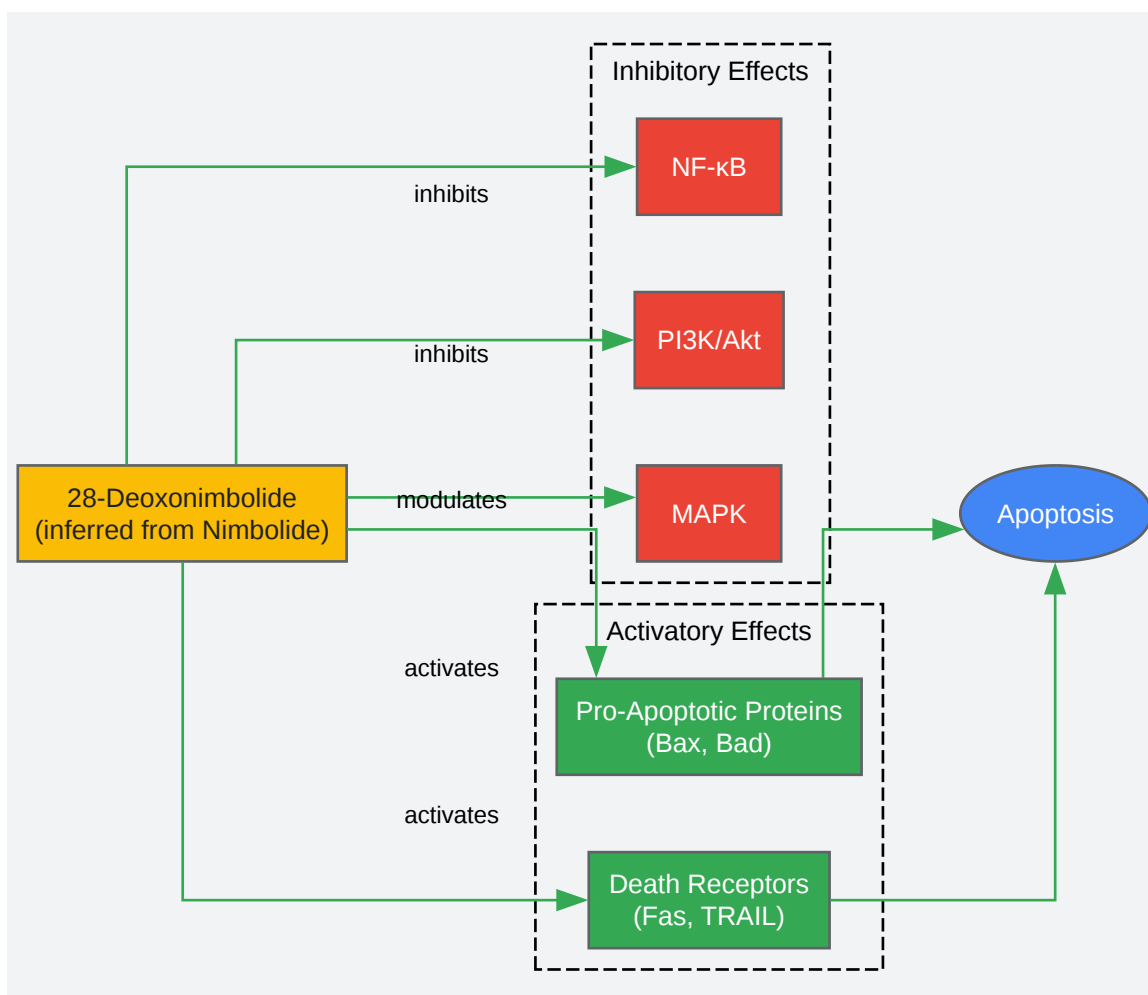 Inhibitory Effects
NF-κB
inhibits
PI3K/Akt
inhibits
28-Deoxonimbolide
(inferred from Nimbolide)
modulates
MAPK
Apoptosis
Activatory Effects
activates
Pro-Apoptotic Proteins
(Bax, Bad)
activates
Death Receptors
(Fas, TRAIL)